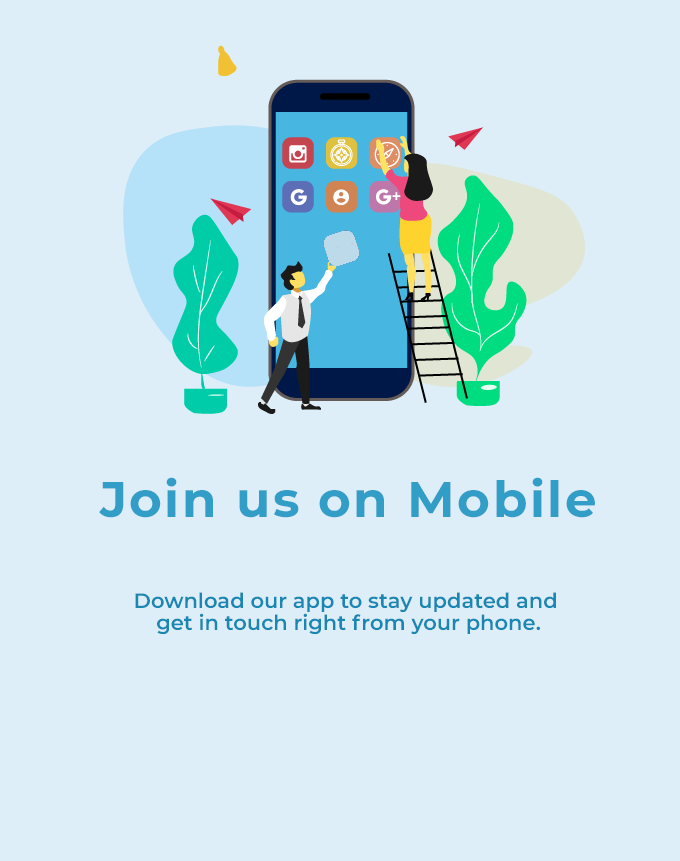 G
G+
Join us on Mobile
Download our app to stay updated and
get in touch right from your phone.